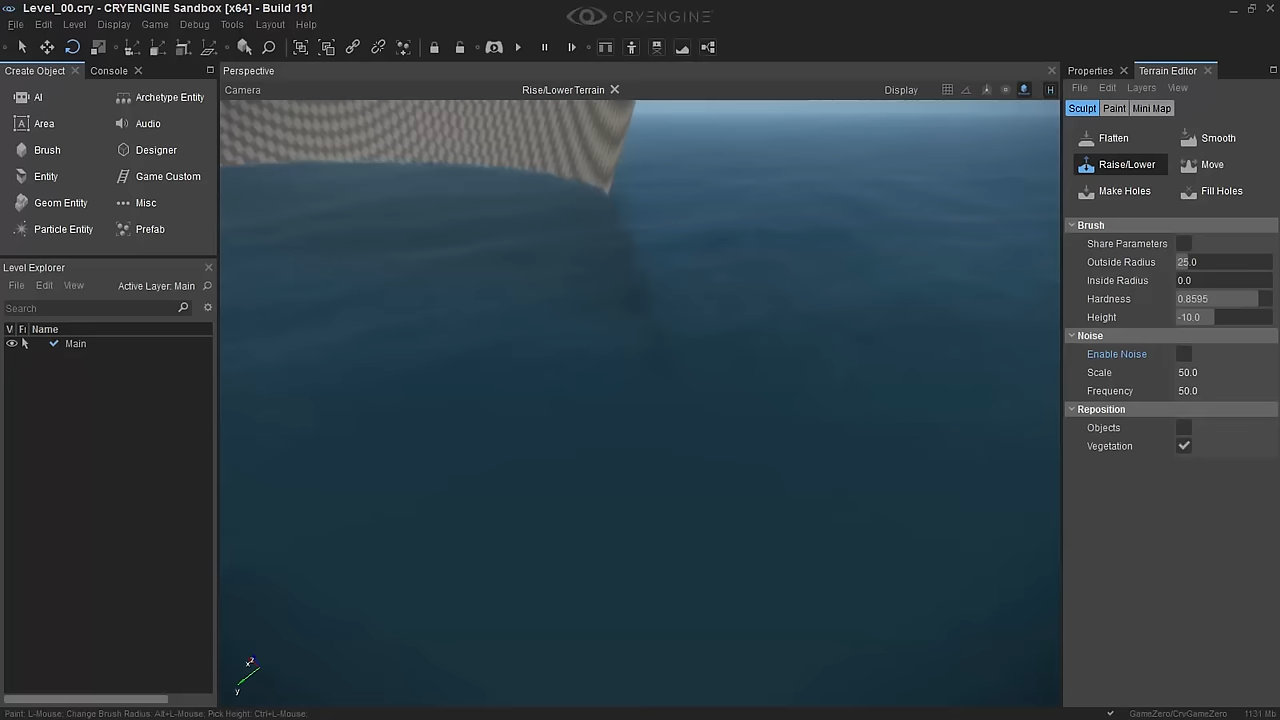 Level_00.cry - CRYENGINE Sandbox [x64] - Build 191
File Edit Level Display Game Debug Tools Layout Help
CRYENGINE
Create Object
Console
AI
Archetype Entity
Area
Audio
Brush
Designer
Entity
Game Custom
Geom Entity
Misc
Particle Entity
Prefab
Level Explorer
File Edit View Active Layer: Main
Search
V Fr Name
Main
Perspective
Camera
Rise/LowerTerrain
Display
H
x z
y
Properties
Terrain Editor
File Edit Layers View
Sculpt Paint Mini Map
Flatten
Smooth
Raise/Lower
Move
Make Holes
Fill Holes
Brush
Share Parameters
Outside Radius 25.0
Inside Radius 0.0
Hardness 0.8595
Height -10.0
Noise
Enable Noise
Scale 50.0
Frequency 50.0
Reposition
Objects
Vegetation
Paint: L-Mouse; Change Brush Radius: Alt+L-Mouse; Pick Height: Ctrl+L-Mouse;
GameZero/CryGameZero
1131 Mb